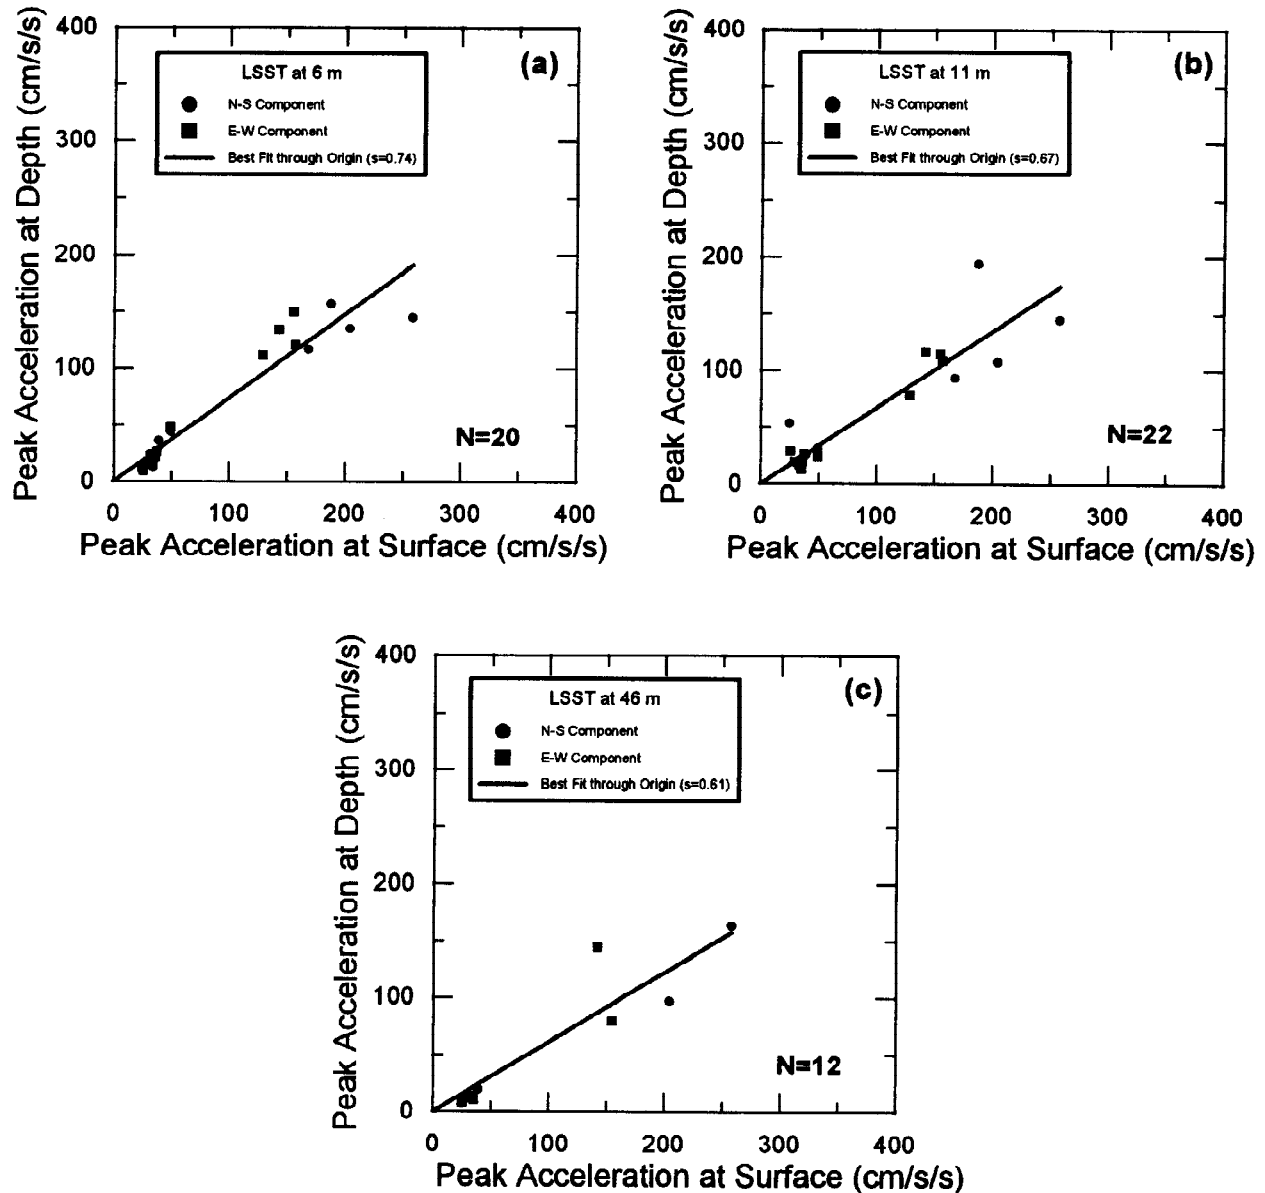 (a)
LSST at 6 m
N-S Component
E-W Component
Best Fit through Origin (s=0.74)
N=20
Peak Acceleration at Depth (cm/s/s)
400
300
200
100
0
0 100 200 300 400
Peak Acceleration at Surface (cm/s/s)
(b)
LSST at 11 m
N-S Component
E-W Component
Best Fit through Origin (s=0.67)
N=22
Peak Acceleration at Depth (cm/s/s)
400
300
200
100
0
0 100 200 300 400
Peak Acceleration at Surface (cm/s/s)
(c)
LSST at 46 m
N-S Component
E-W Component
Best Fit through Origin (s=0.61)
N=12
Peak Acceleration at Depth (cm/s/s)
400
300
200
100
0
0 100 200 300 400
Peak Acceleration at Surface (cm/s/s)